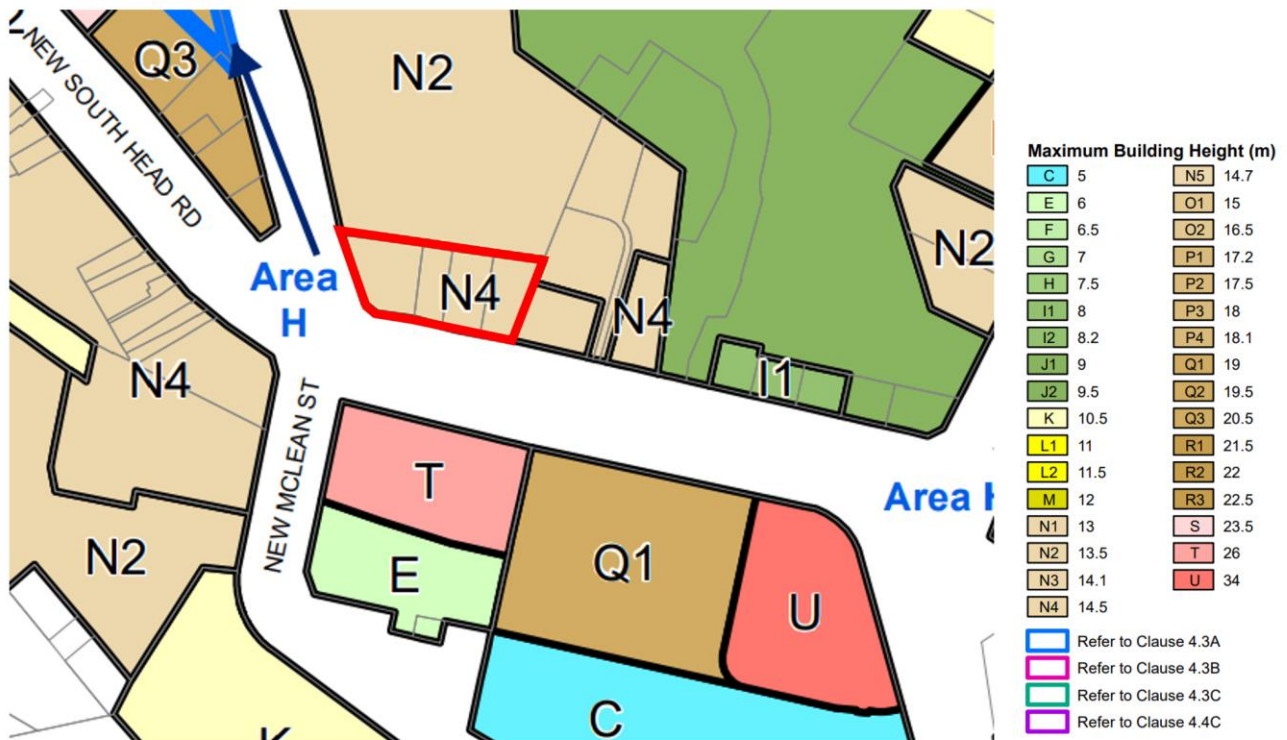 Q3
N2
NEW SOUTH HEAD RD
N2
Area
H
N4
N4
I1
N4
NEW MCLEAN ST
T
Area
N2
E
Q1
U
C
K
Maximum Building Height (m)
C 5
E 6
F 6.5
G 7
H 7.5
I1 8
I2 8.2
J1 9
J2 9.5
K 10.5
L1 11
L2 11.5
M 12
N1 13
N2 13.5
N3 14.1
N4 14.5
N5 14.7
O1 15
O2 16.5
P1 17.2
P2 17.5
P3 18
P4 18.1
Q1 19
Q2 19.5
Q3 20.5
R1 21.5
R2 22
R3 22.5
S 23.5
T 26
U 34
Refer to Clause 4.3A
Refer to Clause 4.3B
Refer to Clause 4.3C
Refer to Clause 4.4C